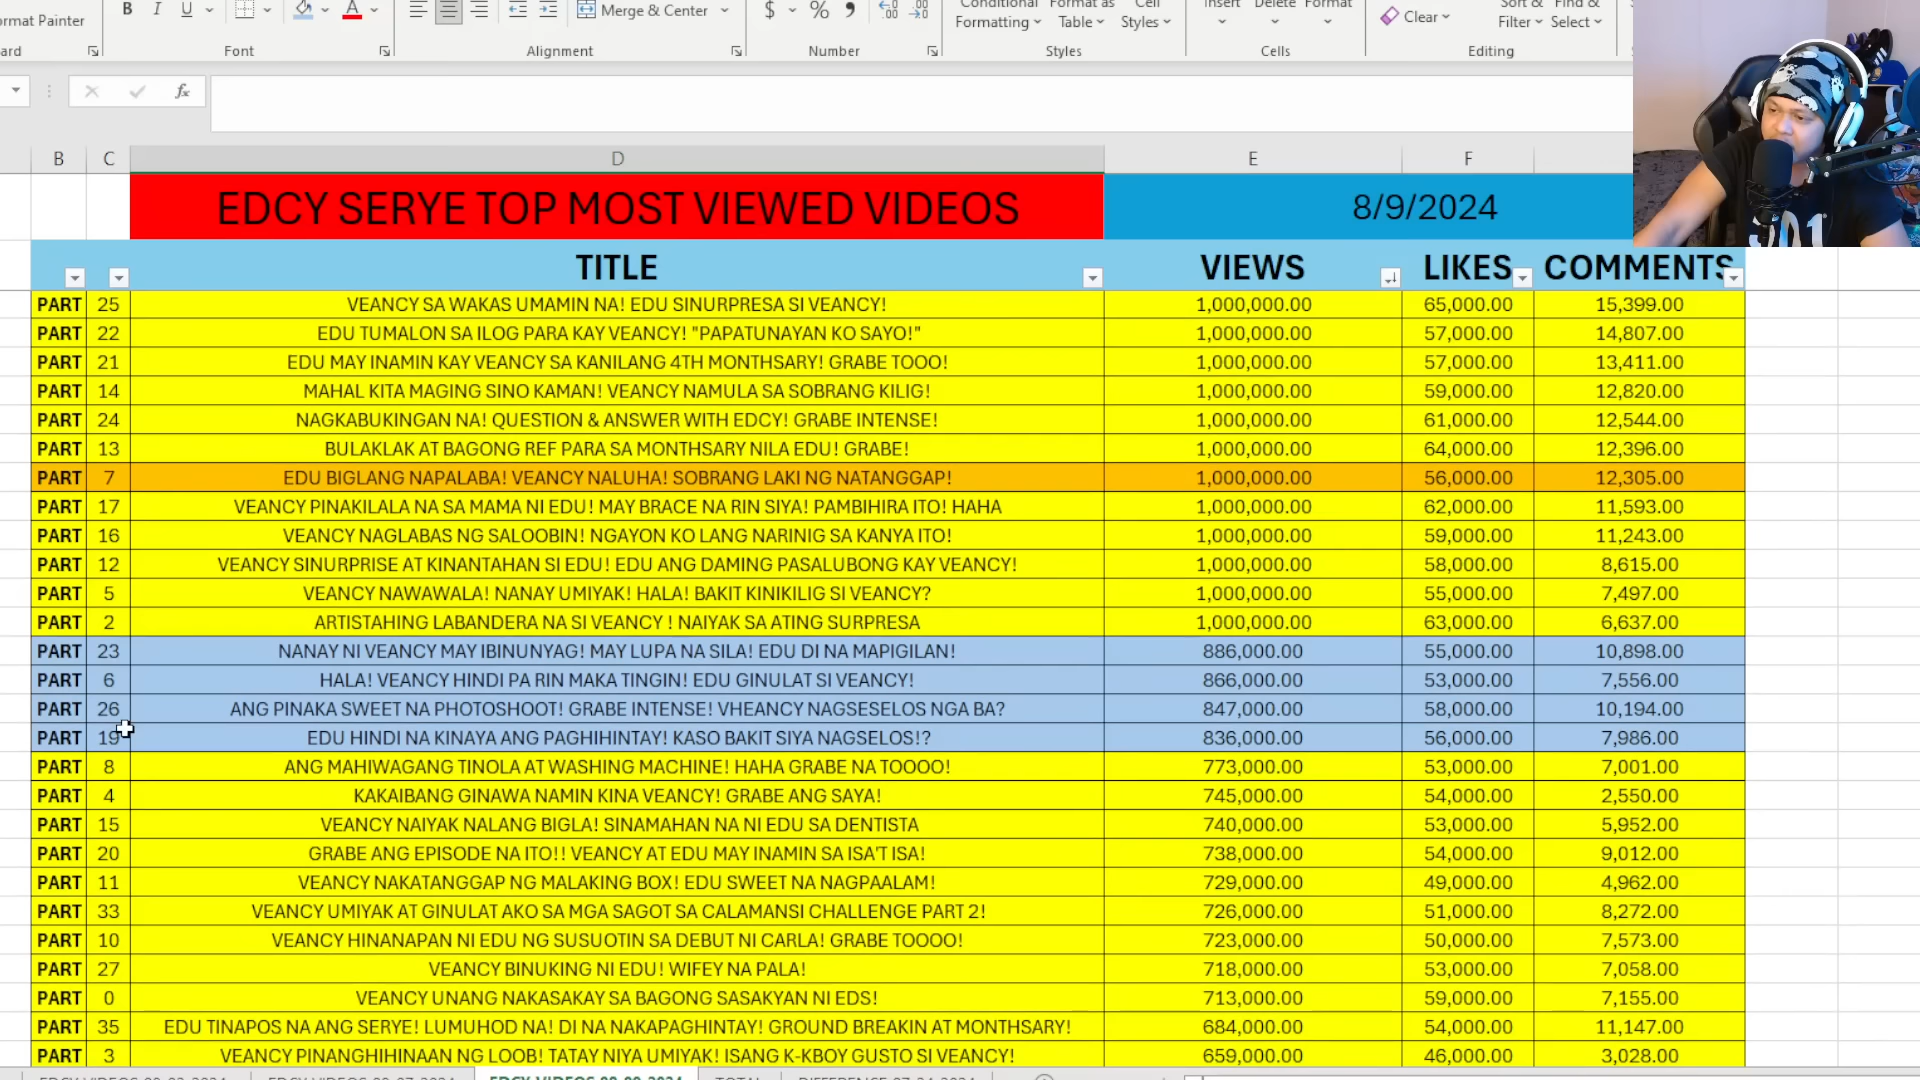 ormat Painter
B I U
A
Merge & Center
$ % 9
Conditional Format as Cell
Formatting Table Styles
Insert Delete Format
Clear
Sort & Find &
Filter Select
ard
Font
Alignment
Number
Styles
Cells
Editing
fx
B C D E F
EDCY SERYE TOP MOST VIEWED VIDEOS 8/9/2024
TITLE VIEWS LIKES COMMENTS
PART 25 VEANCY SA WAKAS UMAMIN NA! EDU SINURPRESA SI VEANCY! 1,000,000.00 65,000.00 15,399.00
PART 22 EDU TUMALON SA ILOG PARA KAY VEANCY! "PAPATUNAYAN KO SAYO!" 1,000,000.00 57,000.00 14,807.00
PART 21 EDU MAY INAMIN KAY VEANCY SA KANILANG 4TH MONTHSARY! GRABE TOOO! 1,000,000.00 57,000.00 13,411.00
PART 14 MAHAL KITA MAGING SINO KAMAN! VEANCY NAMULA SA SOBRANG KILIG! 1,000,000.00 59,000.00 12,820.00
PART 24 NAGKABUKINGAN NA! QUESTION & ANSWER WITH EDCY! GRABE INTENSE! 1,000,000.00 61,000.00 12,544.00
PART 13 BULAKLAK AT BAGONG REF PARA SA MONTHSARY NILA EDU! GRABE! 1,000,000.00 64,000.00 12,396.00
PART 7 EDU BIGLANG NAPALABA! VEANCY NALUHA! SOBRANG LAKI NG NATANGGAP! 1,000,000.00 56,000.00 12,305.00
PART 17 VEANCY PINAKILALA NA SA MAMA NI EDU! MAY BRACE NA RIN SIYA! PAMBIHIRA ITO! HAHA 1,000,000.00 62,000.00 11,593.00
PART 16 VEANCY NAGLABAS NG SALOOBIN! NGAYON KO LANG NARINIG SA KANYA ITO! 1,000,000.00 59,000.00 11,243.00
PART 12 VEANCY SINURPRISE AT KINANTAHAN SI EDU! EDU ANG DAMING PASALUBONG KAY VEANCY! 1,000,000.00 58,000.00 8,615.00
PART 5 VEANCY NAWAWALA! NANAY UMIYAK! HALA! BAKIT KINIKILIG SI VEANCY? 1,000,000.00 55,000.00 7,497.00
PART 2 ARTISTAHING LABANDERA NA SI VEANCY ! NAIYAK SA ATING SURPRESA 1,000,000.00 63,000.00 6,637.00
PART 23 NANAY NI VEANCY MAY IBINUNYAG! MAY LUPA NA SILA! EDU DI NA MAPIGILAN! 886,000.00 55,000.00 10,898.00
PART 6 HALA! VEANCY HINDI PA RIN MAKA TINGIN! EDU GINULAT SI VEANCY! 866,000.00 53,000.00 7,556.00
PART 26 ANG PINAKA SWEET NA PHOTOSHOOT! GRABE INTENSE! VHEANCY NAGSESELOS NGA BA? 847,000.00 58,000.00 10,194.00
PART 19 EDU HINDI NA KINAYA ANG PAGHIHINTAY! KASO BAKIT SIYA NAGSELOS!? 836,000.00 56,000.00 7,986.00
PART 8 ANG MAHIWAGANG TINOLA AT WASHING MACHINE! HAHA GRABE NA TOOOO! 773,000.00 53,000.00 7,001.00
PART 4 KAKAIBANG GINAWA NAMIN KINA VEANCY! GRABE ANG SAYA! 745,000.00 54,000.00 2,550.00
PART 15 VEANCY NAIYAK NALANG BIGLA! SINAMAHAN NA NI EDU SA DENTISTA 740,000.00 53,000.00 5,952.00
PART 20 GRABE ANG EPISODE NA ITO!! VEANCY AT EDU MAY INAMIN SA ISA'T ISA! 738,000.00 54,000.00 9,012.00
PART 11 VEANCY NAKATANGGAP NG MALAKING BOX! EDU SWEET NA NAGPAALAM! 729,000.00 49,000.00 4,962.00
PART 33 VEANCY UMIYAK AT GINULAT AKO SA MGA SAGOT SA CALAMANSI CHALLENGE PART 2! 726,000.00 51,000.00 8,272.00
PART 10 VEANCY HINANAPAN NI EDU NG SUSUOTIN SA DEBUT NI CARLA! GRABE TOOOO! 723,000.00 50,000.00 7,573.00
PART 27 VEANCY BINUKING NI EDU! WIFEY NA PALA! 718,000.00 53,000.00 7,058.00
PART 0 VEANCY UNANG NAKASAKAY SA BAGONG SASAKYAN NI EDS! 713,000.00 59,000.00 7,155.00
PART 35 EDU TINAPOS NA ANG SERYE! LUMUHOD NA! DI NA NAKAPAGHINTAY! GROUND BREAKIN AT MONTHSARY! 684,000.00 54,000.00 11,147.00
PART 3 VEANCY PINANGHIHINAAN NG LOOB! TATAY NIYA UMIYAK! ISANG K-KBOY GUSTO SI VEANCY! 659,000.00 46,000.00 3,028.00